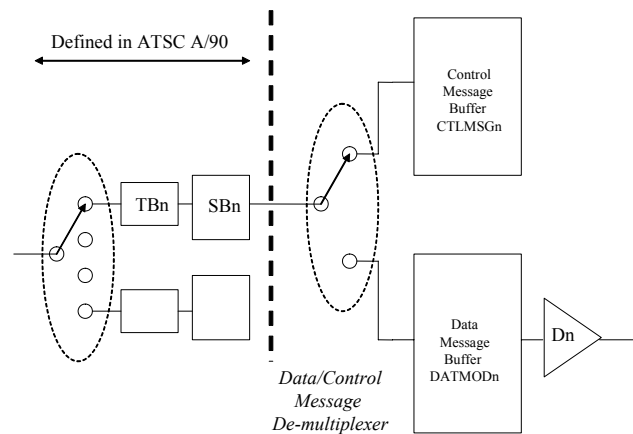 Defined in ATSC A/90
Control
Message
Buffer
CTLMSGn
TBn
SBn
Data
Message
Buffer
DATMODn
Dn
Data/Control
Message
De-multiplexer